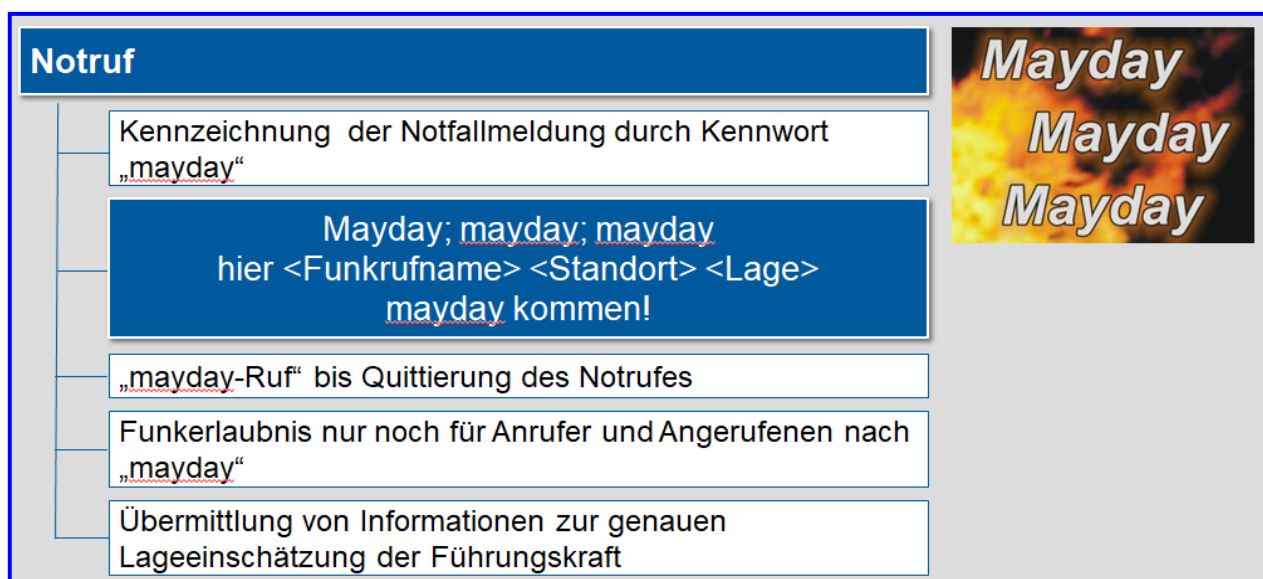 Notruf
Kennzeichnung der Notfallmeldung durch Kennwort
„mayday“
Mayday; mayday; mayday
hier <Funkrufname> <Standort> <Lage>
mayday kommen!
„mayday-Ruf“ bis Quittierung des Notrufes
Funkerlaubnis nur noch für Anrufer und Angerufenen nach
„mayday“
Übermittlung von Informationen zur genauen
Lageeinschätzung der Führungskraft
Mayday
Mayday
Mayday